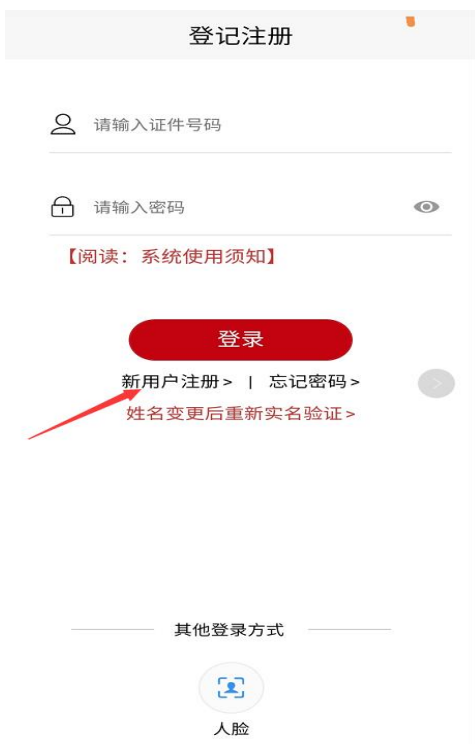 登记注册
请输入证件号码
请输入密码
【阅读：系统使用须知】
登录
新用户注册> | 忘记密码>
姓名变更后重新实名验证>
其他登录方式
人脸